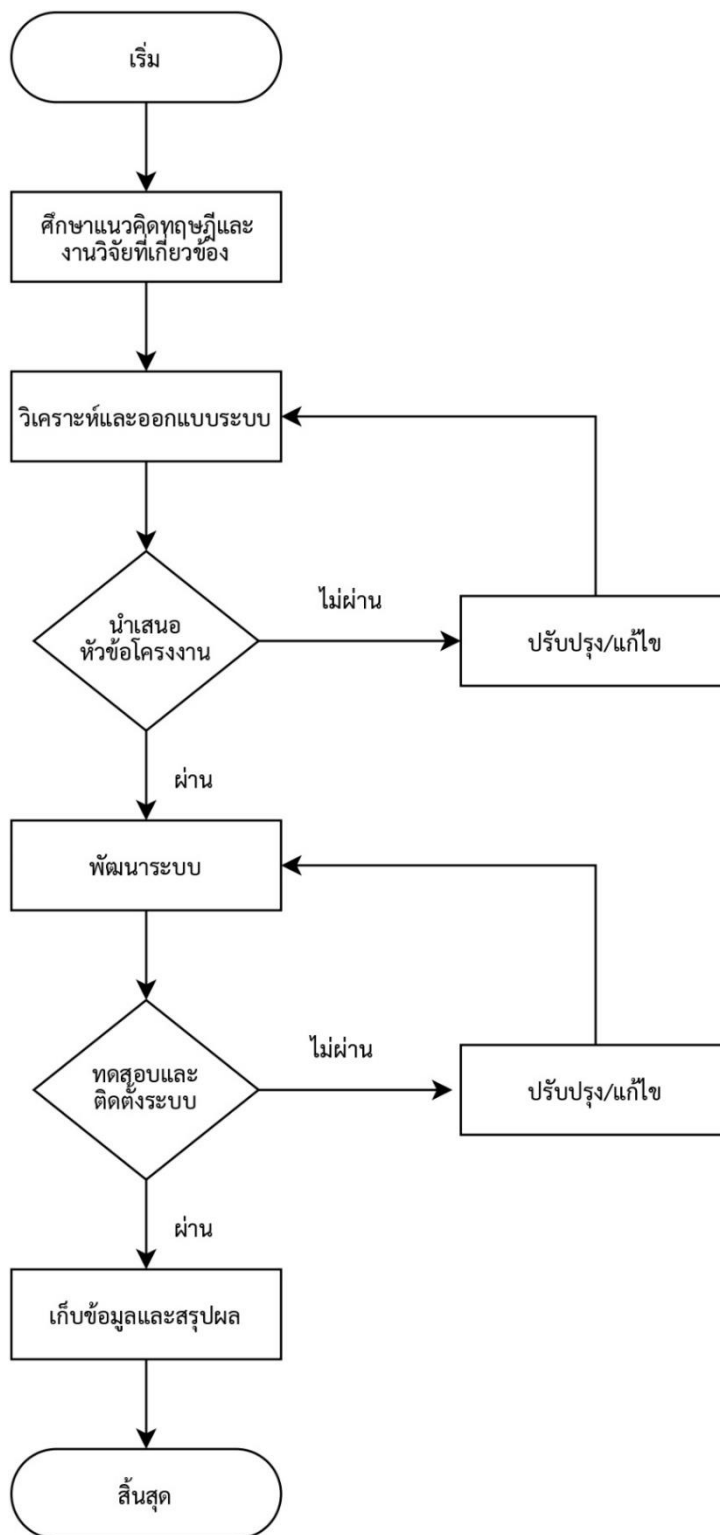 เริ่ม
ศึกษาแนวคิดทฤษฎีและ
งานวิจัยที่เกี่ยวข้อง
วิเคราะห์และออกแบบระบบ
นำเสนอ
หัวข้อโครงงาน
ไม่ผ่าน
ปรับปรุง/แก้ไข
ผ่าน
พัฒนาระบบ
ทดสอบและ
ติดตั้งระบบ
ไม่ผ่าน
ปรับปรุง/แก้ไข
ผ่าน
เก็บข้อมูลและสรุปผล
สิ้นสุด